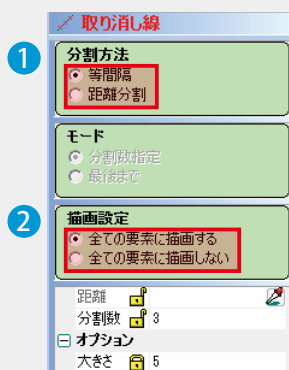 取り消し線
1
分割方法
等間隔
距離分割
モード
分割数指定
最後まで
2
描画設定
全ての要素に描画する
全ての要素に描画しない
距離
分割数 3
オプション
大きさ 5